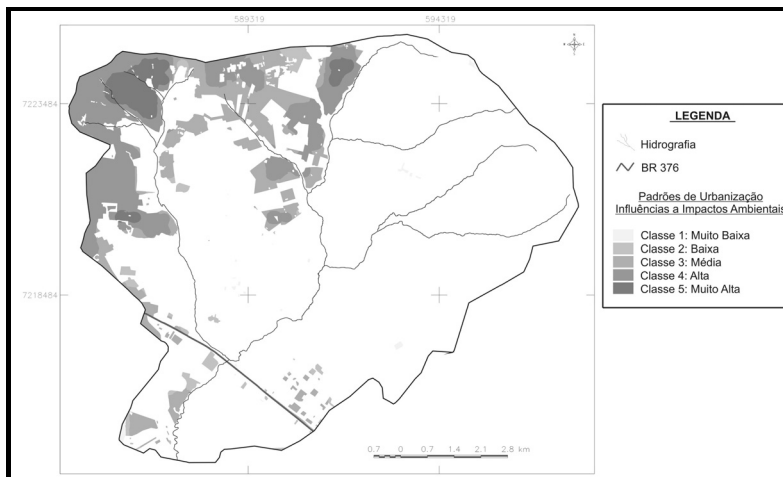 589319
594319
7223484
7218484
0.7 0 0.7 1.4 2.1 2.8 km
LEGENDA
Hidrografia
BR 376
Padrões de Urbanização
Influências a Impactos Ambientais
Classe 1: Muito Baixa
Classe 2: Baixa
Classe 3: Média
Classe 4: Alta
Classe 5: Muito Alta